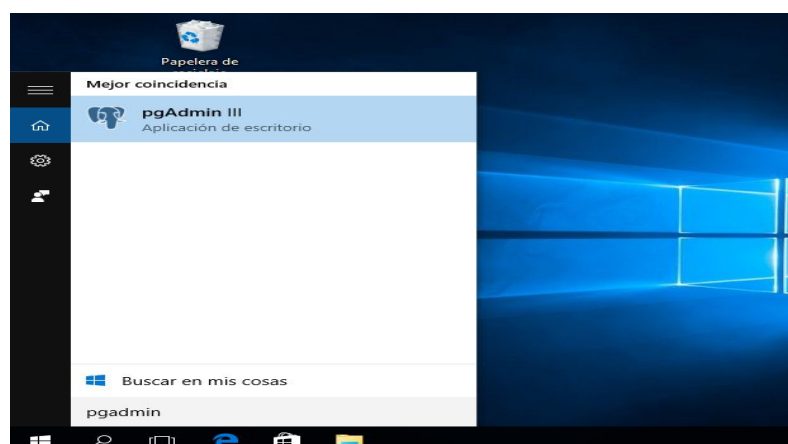 Papelera de
Mejor coincidencia
pgAdmin III
Aplicación de escritorio
Buscar en mis cosas
pgadmin